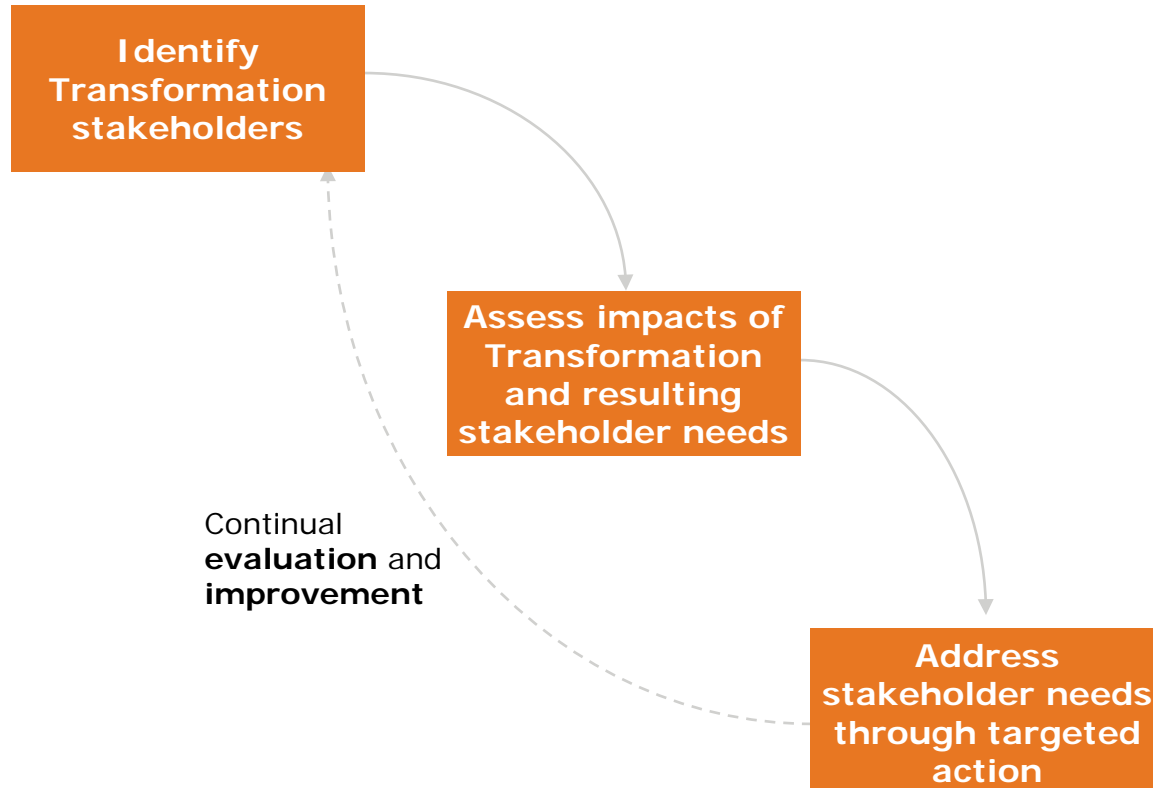 Identify
Transformation
stakeholders
Assess impacts of
Transformation
and resulting
stakeholder needs
Continual
evaluation and
improvement
Address
stakeholder needs
through targeted
action